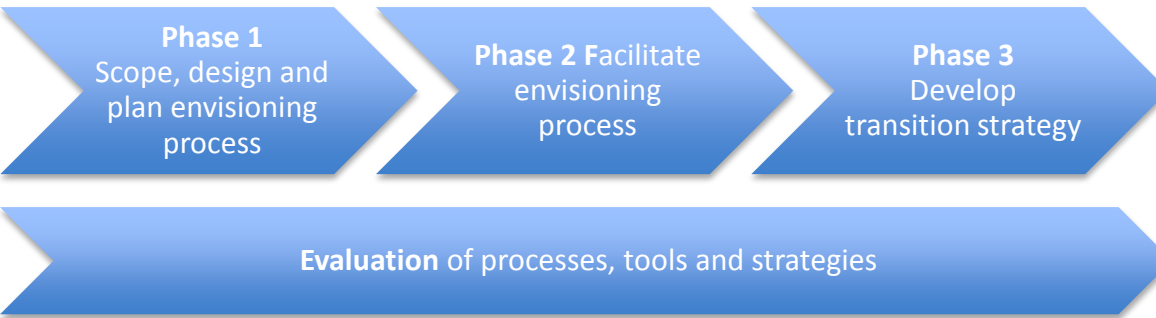 Phase 1
Scope, design and
plan envisioning
process
Phase 2 Facilitate
envisioning
process
Phase 3
Develop
transition strategy
Evaluation of processes, tools and strategies